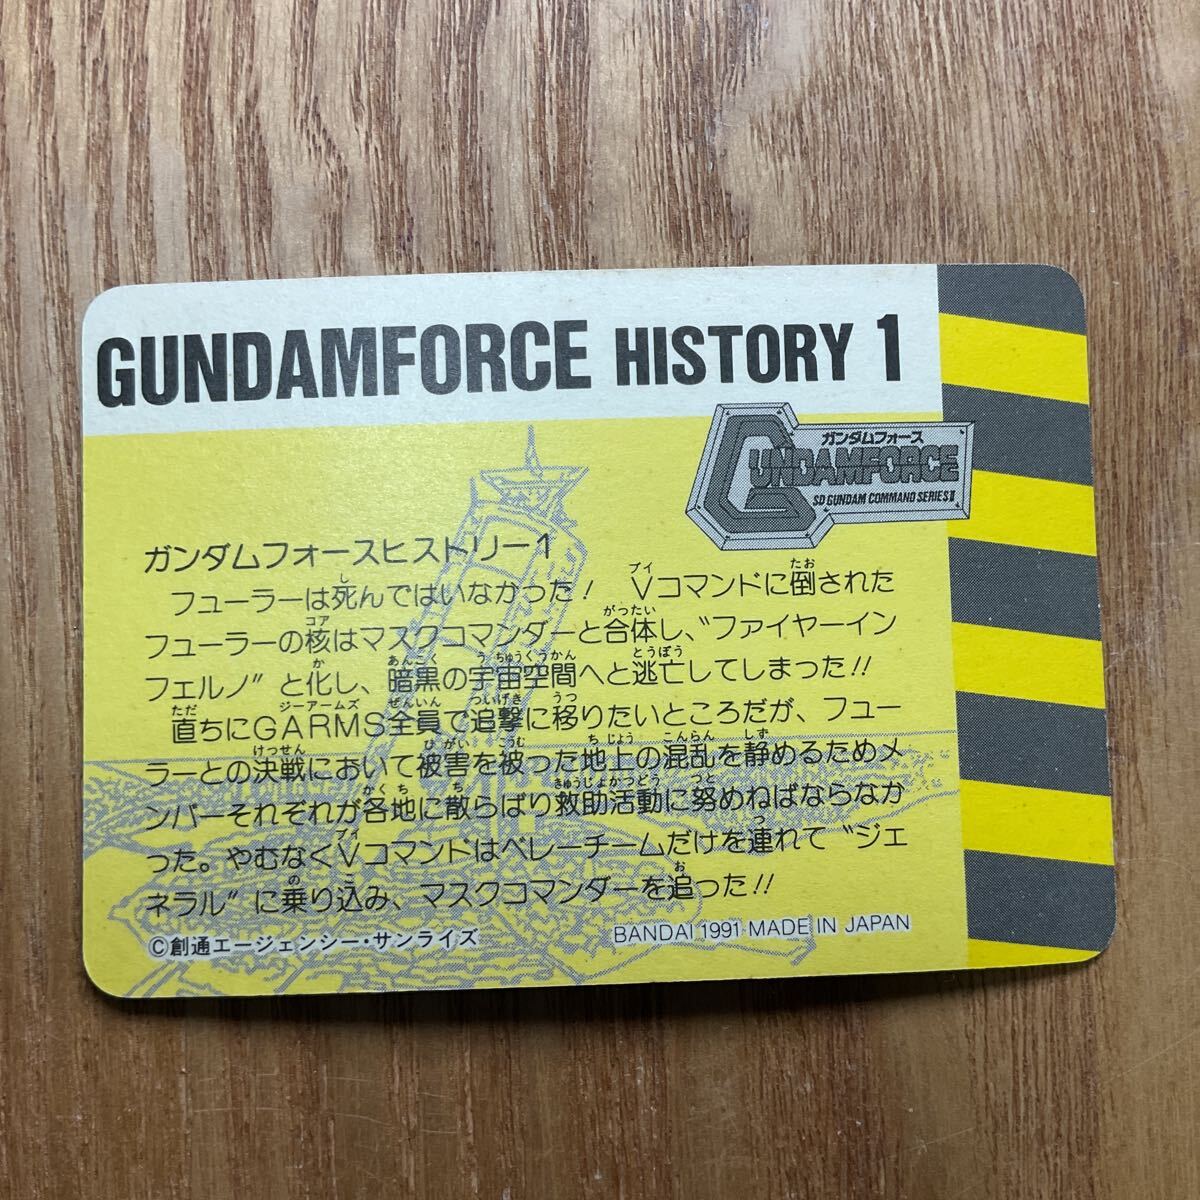 GUNDAMFORCE HISTORY 1
ガンダムフォース
GUNDAMFORCE
SD GUNDAM COMMAND SERIES II
ガンダムフォースヒストリー1
フューラーは死んではいなかった! Vコマンドに倒された
フューラーの核はマスクコマンダーと合体し、"ファイヤーイン
フェルノ"と化し、暗黒の宇宙空間へと逃亡してしまった!!
直ちにGARMS全員で追撃に移りたいところだが、フュー
ラーとの決戦において被害を被った地上の混乱を静めるためメ
ンバーそれぞれが各地に散らばり救助活動に努めねばならなか
った。やむなくVコマンドはベレーチームだけを連れて"ジェ
ネラル"に乗り込み、マスクコマンダーを追った!!
©創通エージェンシー・サンライズ
BANDAI 1991 MADE IN JAPAN